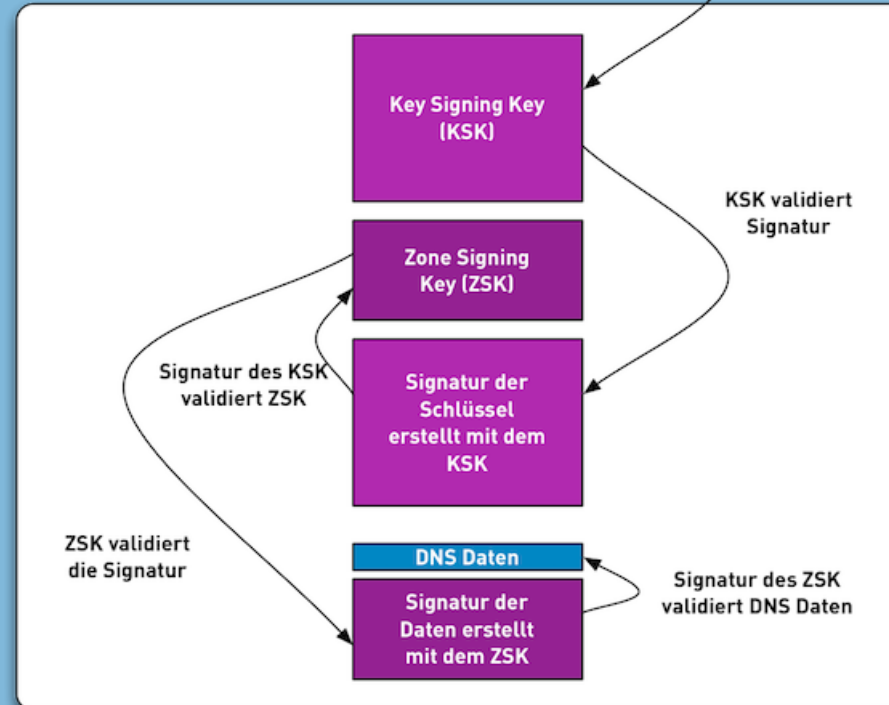 Key Signing Key
(KSK)
KSK validiert
Signatur
Zone Signing
Key (ZSK)
Signatur des KSK
validiert ZSK
Signatur der
Schlüssel
erstellt mit dem
KSK
ZSK validiert
die Signatur
DNS Daten
Signatur des ZSK
validiert DNS Daten
Signatur der
Daten erstellt
mit dem ZSK